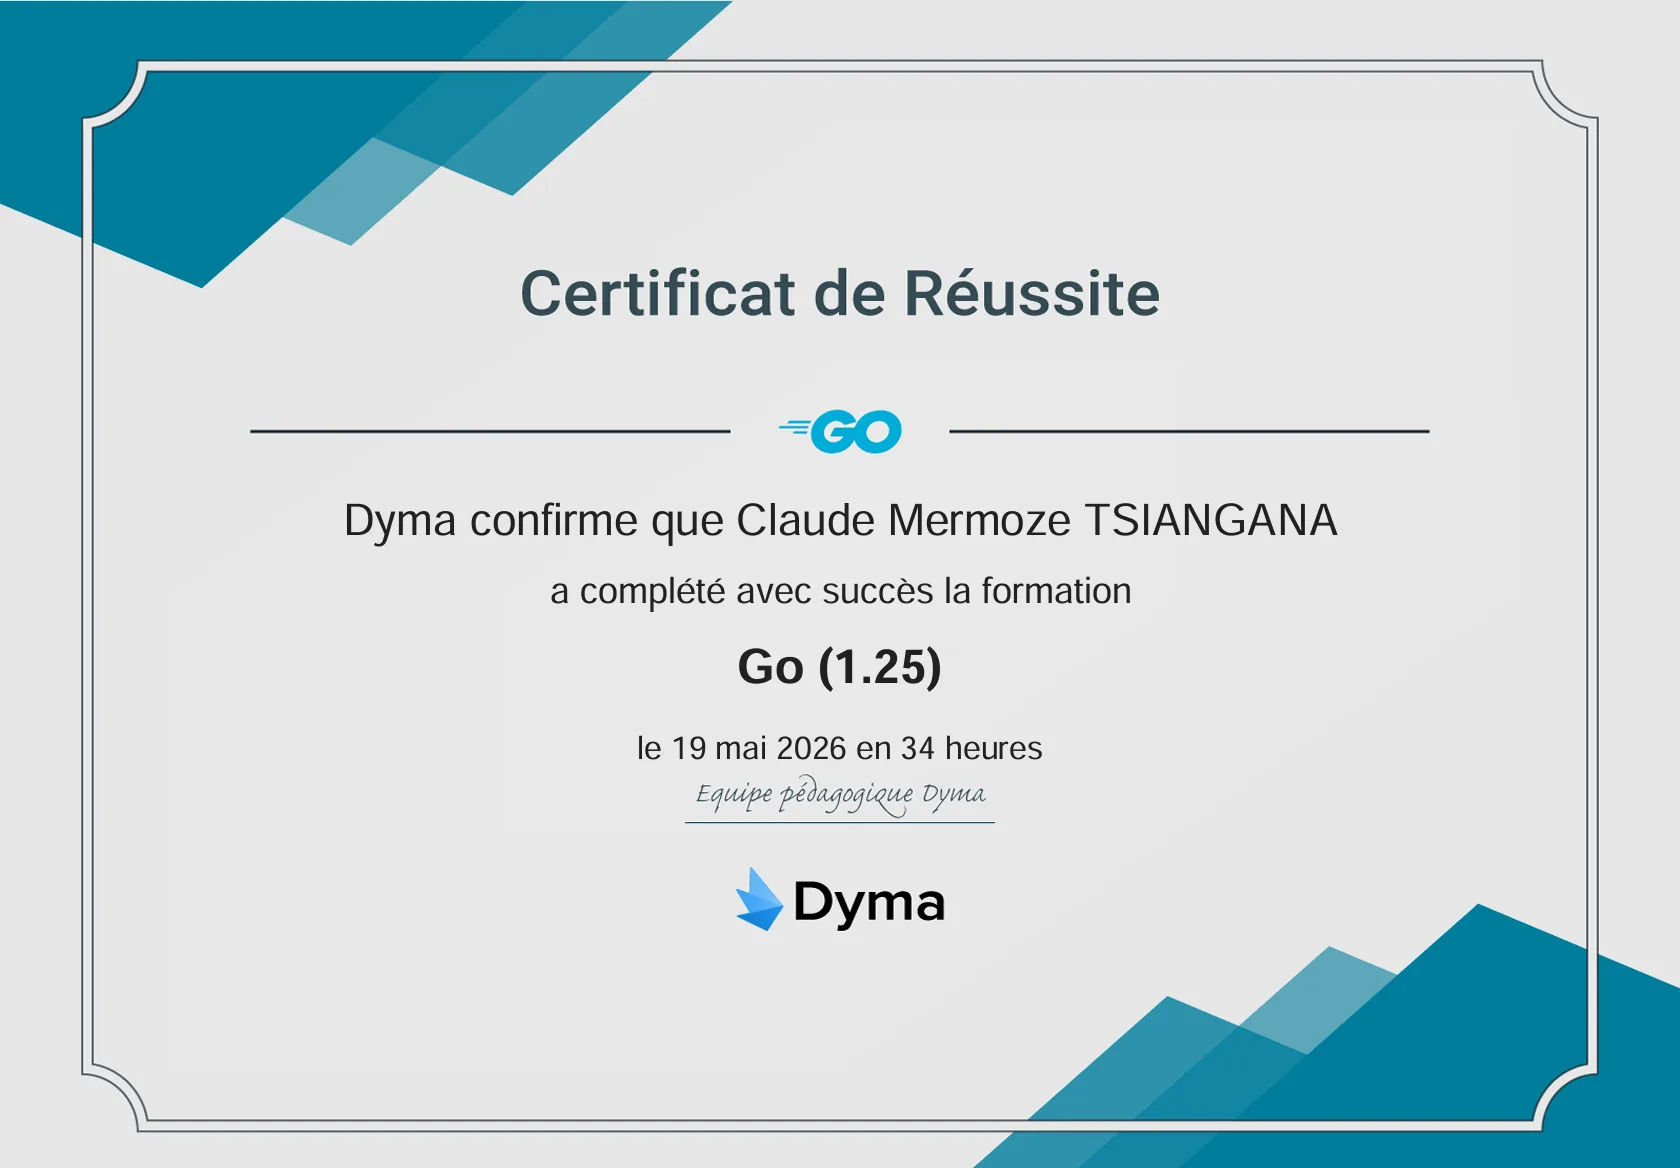 Certificat de Réussite
GO
Dyma confirme que Claude Mermoze TSIANGANA
a complété avec succès la formation
Go (1.25)
le 19 mai 2026 en 34 heures
Equipe pédagogique Dyma
Dyma